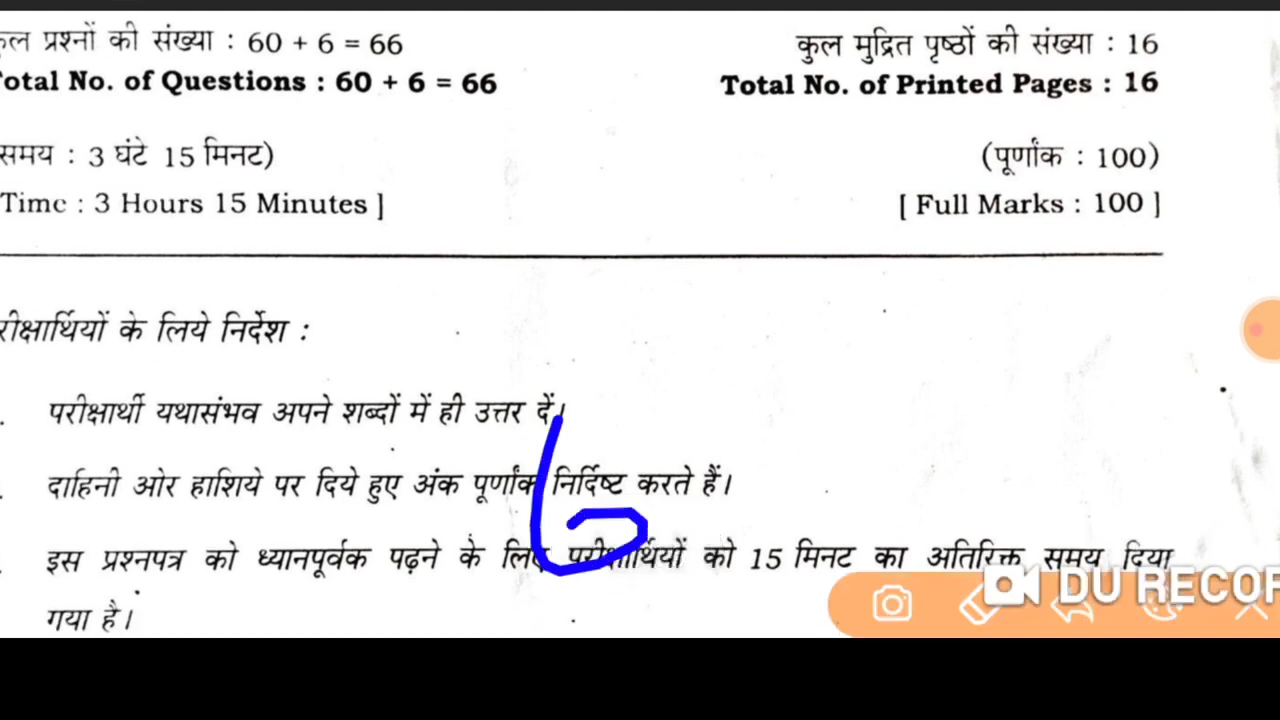 प्रश्नों की संख्या : 60 + 6 = 66
कुल मुद्रित पृष्ठों की संख्या : 16
Total No. of Questions : 60 + 6 = 66
Total No. of Printed Pages : 16
समय : 3 घंटे 15 मिनट)
(पूर्णांक : 100)
Time : 3 Hours 15 Minutes ]
[ Full Marks : 100 ]
रीक्षार्थियों के लिये निर्देश :
परीक्षार्थी यथासंभव अपने शब्दों में ही उत्तर दें।
दाहिनी ओर हाशिये पर दिये हुए अंक पूर्णांक निर्दिष्ट करते हैं।
6
इस प्रश्नपत्र को ध्यानपूर्वक पढ़ने के लिए परीक्षार्थियों को 15 मिनट का अतिरिक्त समय दिया
गया है।
DU RECOR